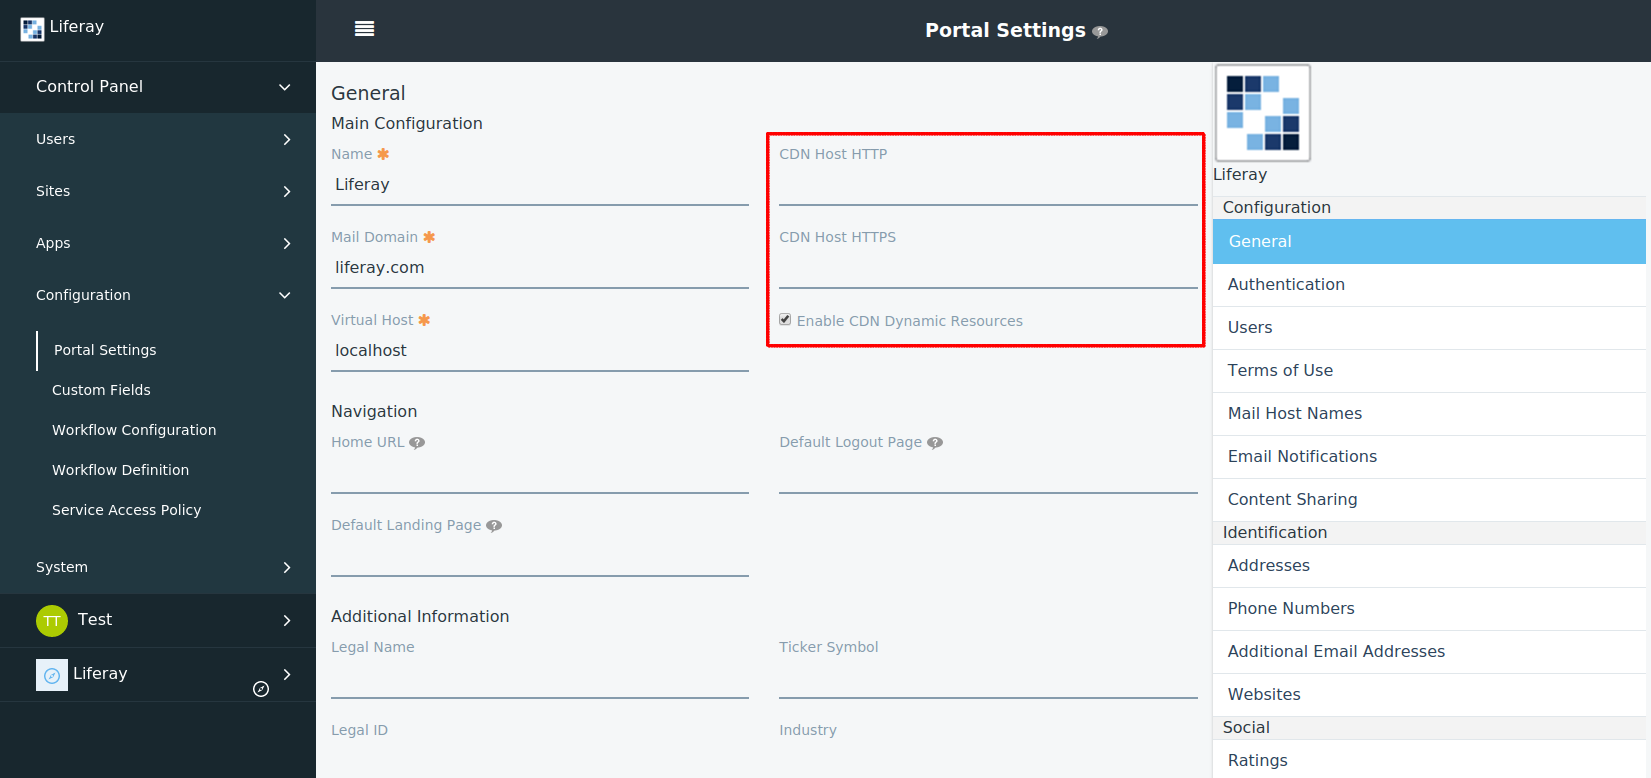 Liferay
Control Panel
Users
Sites
Apps
Configuration
Portal Settings
Custom Fields
Workflow Configuration
Workflow Definition
Service Access Policy
System
TT Test
Liferay
Portal Settings ?
General
Main Configuration
Name ✱
Liferay
Mail Domain ✱
liferay.com
Virtual Host ✱
localhost
CDN Host HTTP
CDN Host HTTPS
Enable CDN Dynamic Resources
Navigation
Home URL ?
Default Logout Page ?
Default Landing Page ?
Additional Information
Legal Name
Ticker Symbol
Legal ID
Industry
Liferay
Configuration
General
Authentication
Users
Terms of Use
Mail Host Names
Email Notifications
Content Sharing
Identification
Addresses
Phone Numbers
Additional Email Addresses
Websites
Social
Ratings